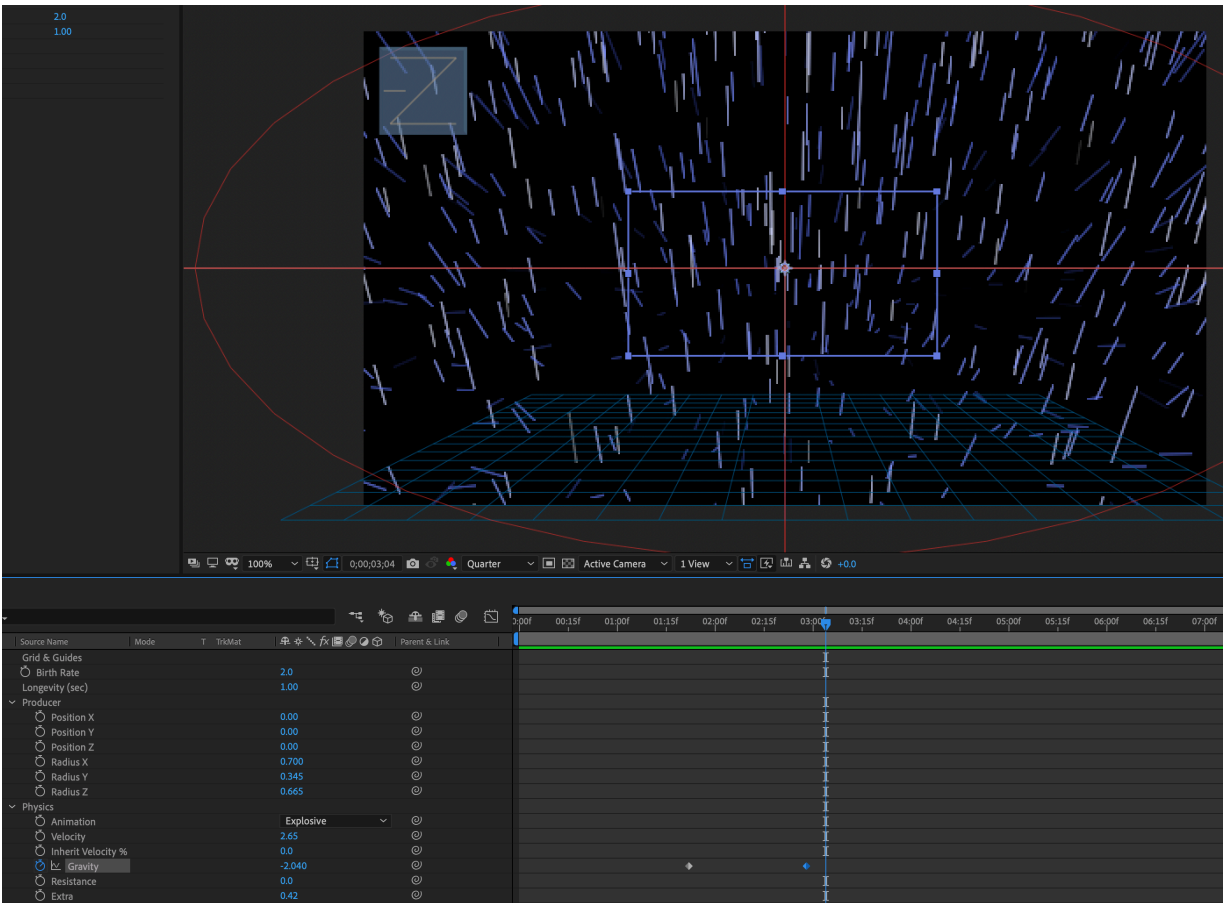 2.0
1.00
100%
0;00;03;04
Quarter
Active Camera
1 View
+0.0
00:15f 01:00f 01:15f 02:00f 02:15f 03:00f 03:15f 04:00f 04:15f 05:00f 05:15f 06:00f 06:15f 07:00f
Source Name Mode T TrkMat fx Parent & Link
Grid & Guides
Birth Rate 2.0
Longevity (sec) 1.00
Producer
Position X 0.00
Position Y 0.00
Position Z 0.00
Radius X 0.700
Radius Y 0.345
Radius Z 0.665
Physics
Animation Explosive
Velocity 2.65
Inherit Velocity % 0.0
Gravity -2.040
Resistance 0.0
Extra 0.42